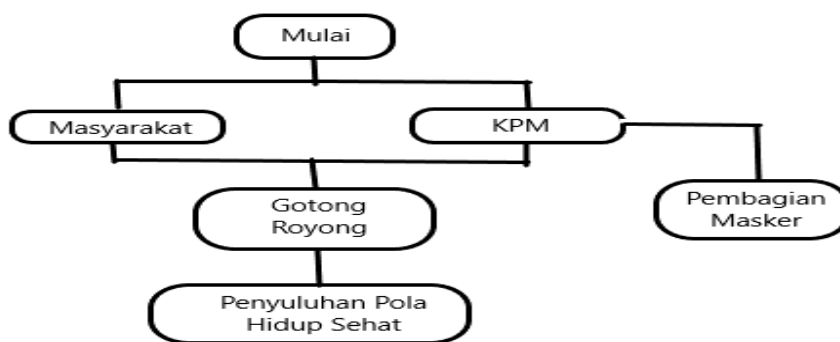 Mulai
Masyarakat
KPM
Gotong
Royong
Pembagian
Masker
Penyuluhan Pola
Hidup Sehat